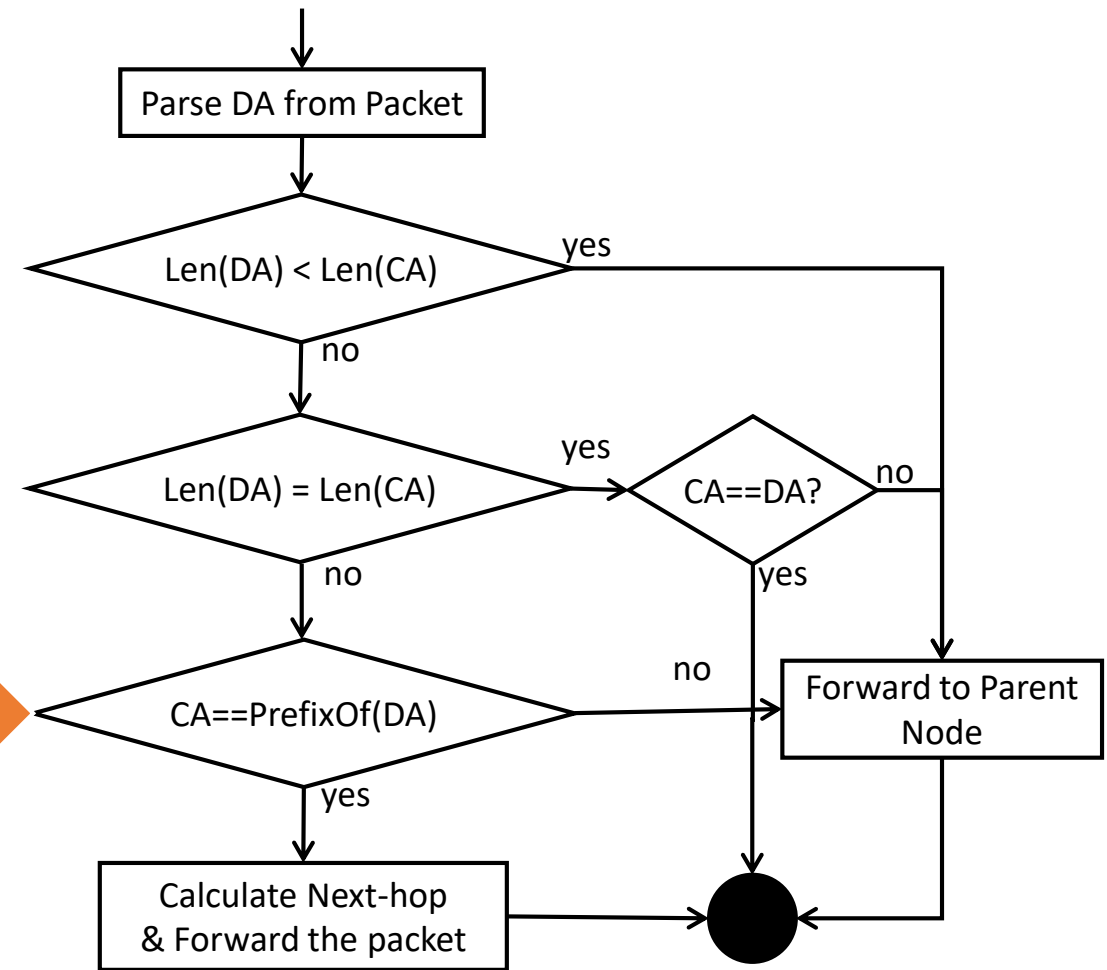 Parse DA from Packet
Len(DA) < Len(CA)
yes
no
Len(DA) = Len(CA)
yes
CA==DA?
no
no
yes
CA==PrefixOf(DA)
no
Forward to Parent
Node
yes
Calculate Next-hop
& Forward the packet